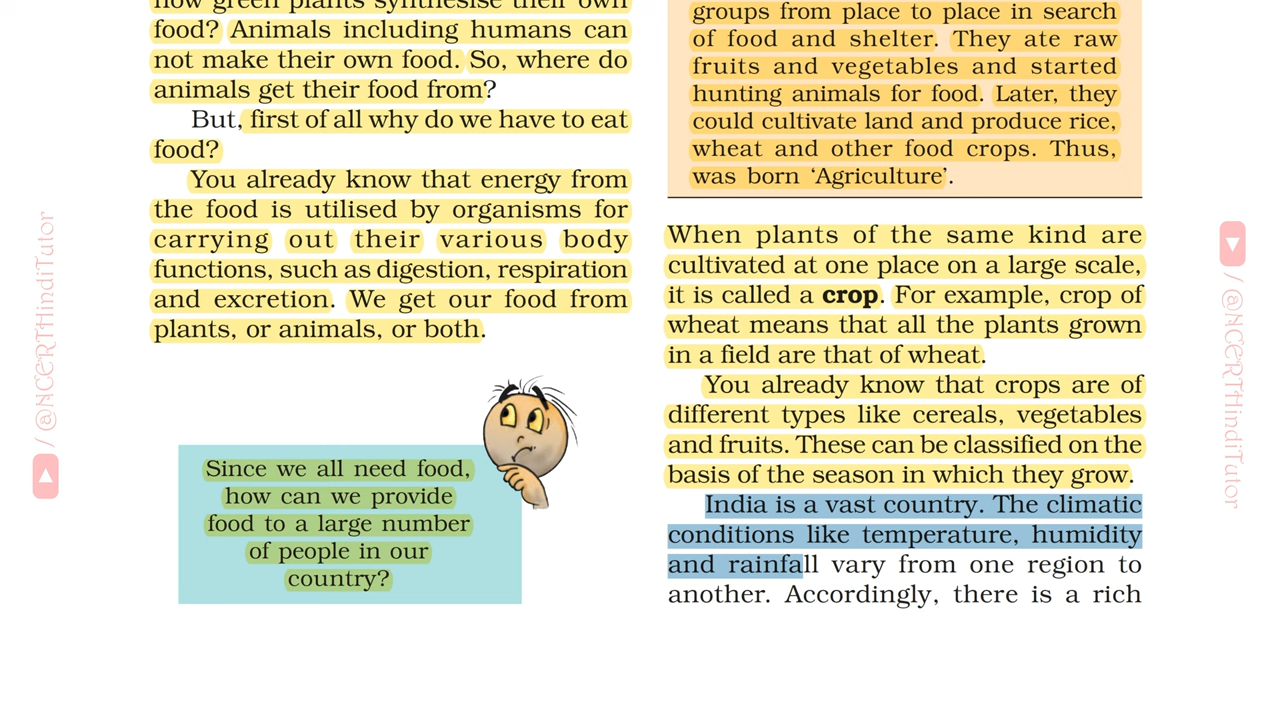 how green plants synthesise their own
food? Animals including humans can
not make their own food. So, where do
animals get their food from?
But, first of all why do we have to eat
food?
You already know that energy from
the food is utilised by organisms for
carrying out their various body
functions, such as digestion, respiration
and excretion. We get our food from
plants, or animals, or both.
Since we all need food,
how can we provide
food to a large number
of people in our
country?
groups from place to place in search
of food and shelter. They ate raw
fruits and vegetables and started
hunting animals for food. Later, they
could cultivate land and produce rice,
wheat and other food crops. Thus,
was born ‘Agriculture’.
When plants of the same kind are
cultivated at one place on a large scale,
it is called a crop. For example, crop of
wheat means that all the plants grown
in a field are that of wheat.
You already know that crops are of
different types like cereals, vegetables
and fruits. These can be classified on the
basis of the season in which they grow.
India is a vast country. The climatic
conditions like temperature, humidity
and rainfall vary from one region to
another. Accordingly, there is a rich
/ @NCERTHindiTutor
/ @NCERTHindiTutor